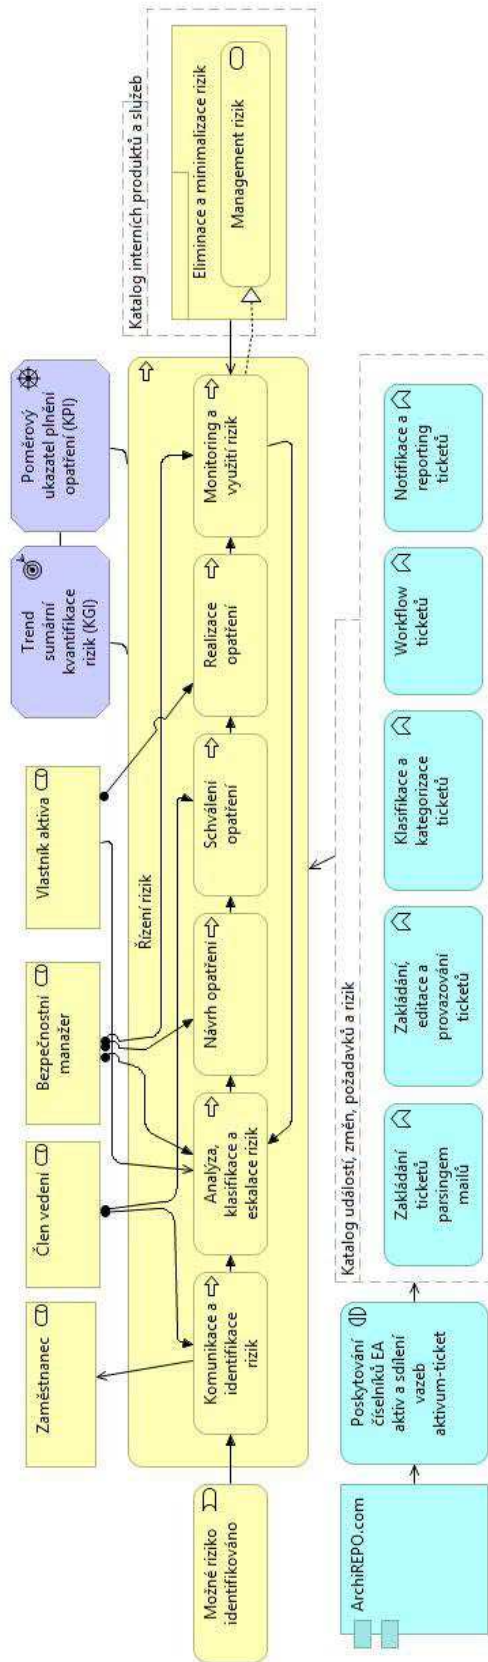 Zaměstnanec
Člen vedení
Bezpečnostní
manažer
Vlastník aktiva
Trend
sumární
kvantifikace
rizik (KGI)
Poměrový
ukazatel plnění
opatření (KPI)
Katalog interních produktů a služeb
Eliminace a minimalizace rizik
Management rizik
Možné riziko
identifikováno
Řízení rizik
Komunikace a
identifikace
rizik
Analýza,
klasifikace a
eskalace rizik
Návrh opatření
Schválení
opatření
Realizace
opatření
Monitoring a
využití rizik
ArchiREPO.com
Poskytování
číselníků EA
aktiv a sdílení
vazeb
aktivum-ticket
Katalog událostí, změn, požadavků a rizik
Zakládání
ticketů
parsingem
mailů
Zakládání,
editace a
provazování
ticketů
Klasifikace a
kategorizace
ticketů
Workflow
ticketů
Notifikace a
reporting
ticketů